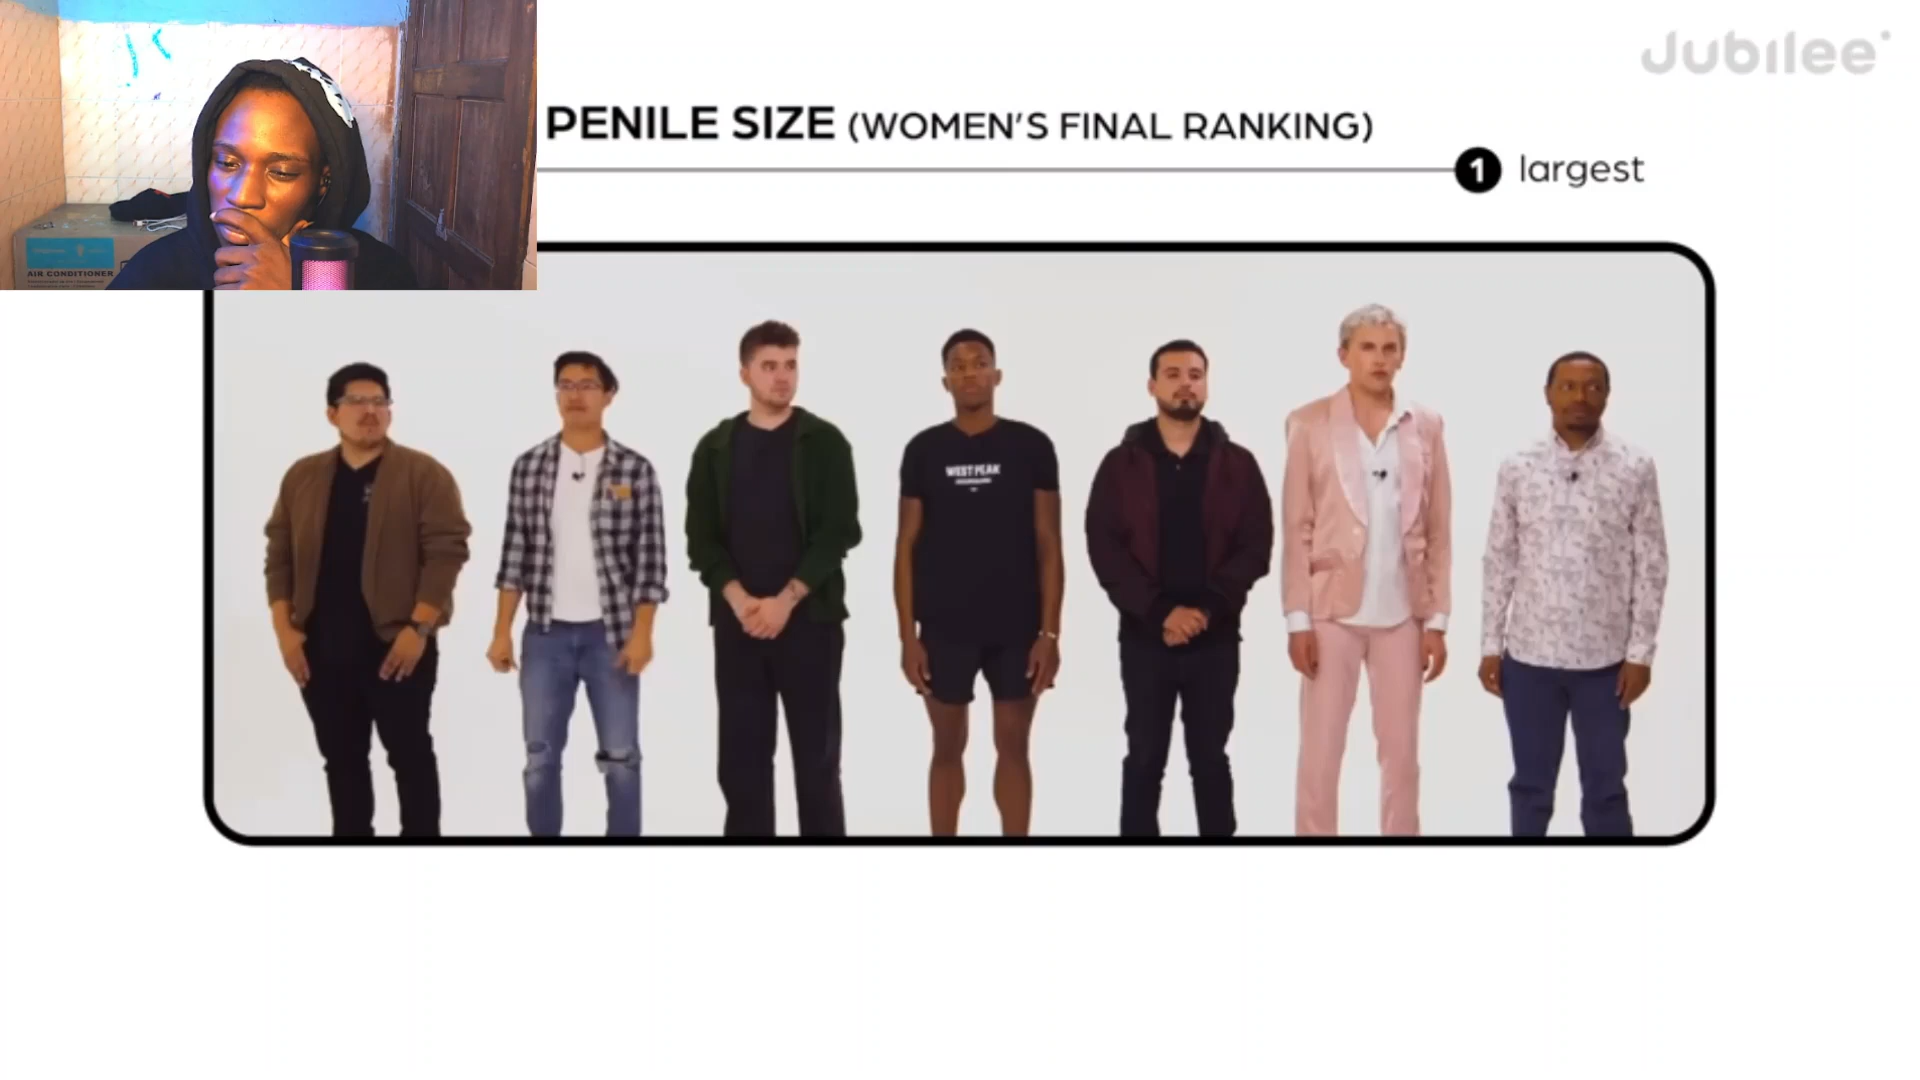 Jubilee
PENILE SIZE (WOMEN'S FINAL RANKING)
1 largest
AIR CONDITIONER
WEST PEAK